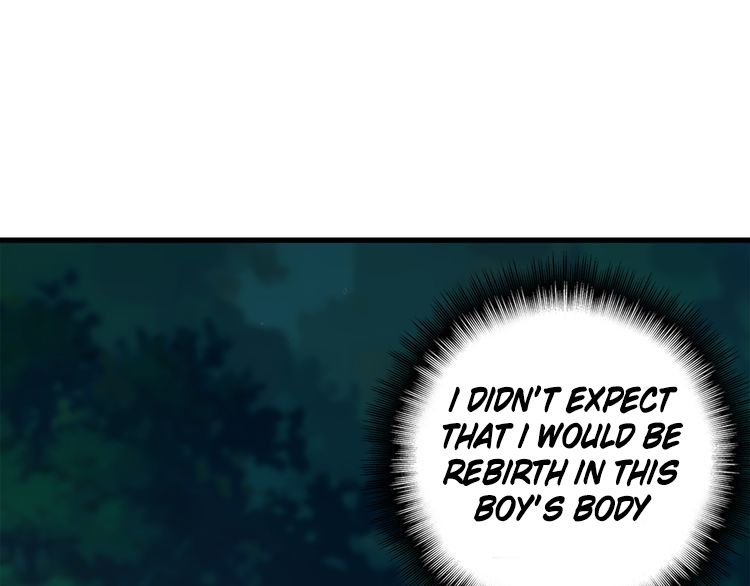 I DIDN'T EXPECT
THAT I WOULD BE
REBIRTH IN THIS
BOY'S BODY